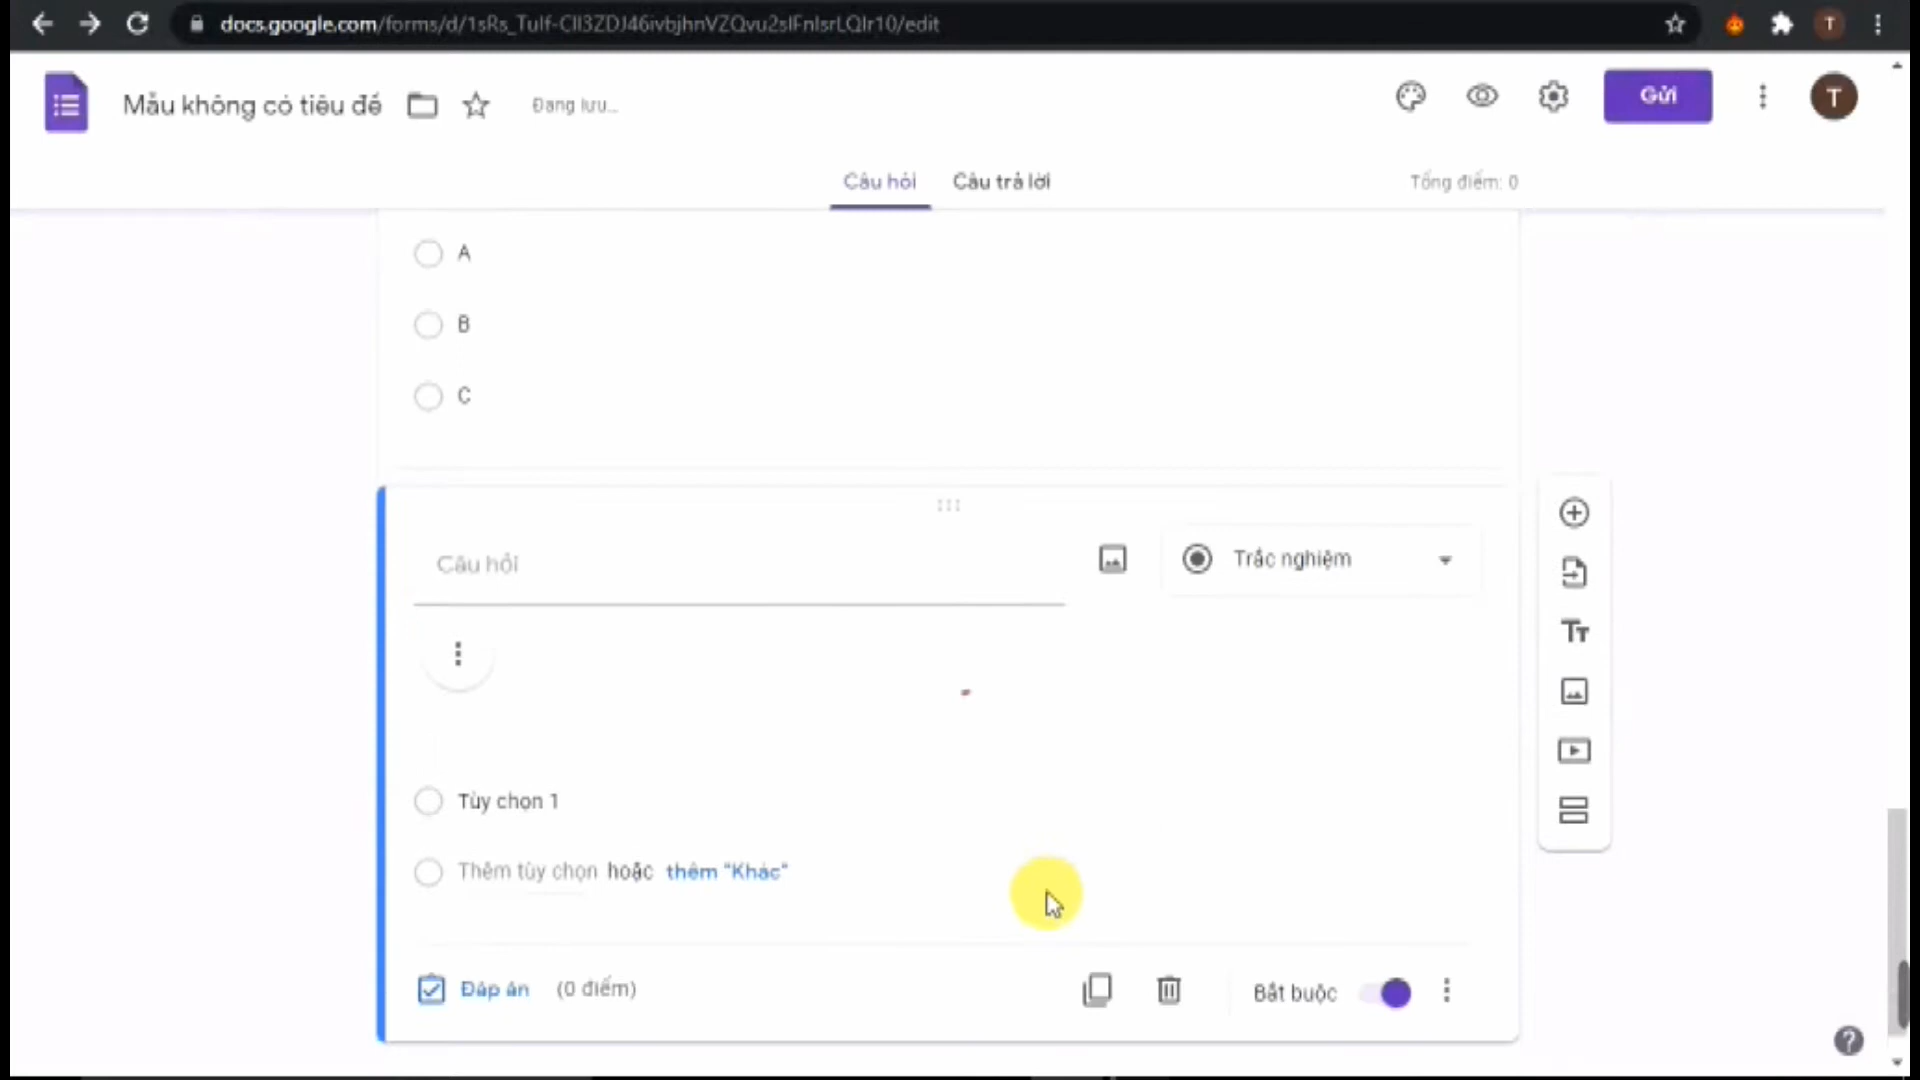 docs.google.com/forms/d/1sRs_Tulf-CII3ZDJ46ivbjhnVZQvu2sIFnIsrLQIr10/edit
T
Mẫu không có tiêu đề
Đang lưu...
Gửi
T
Câu hỏi
Câu trả lời
Tổng điểm: 0
A
B
C
Câu hỏi
Trắc nghiệm
Tùy chọn 1
Thêm tùy chọn hoặc thêm "Khác"
Đáp án
(0 điểm)
Bắt buộc